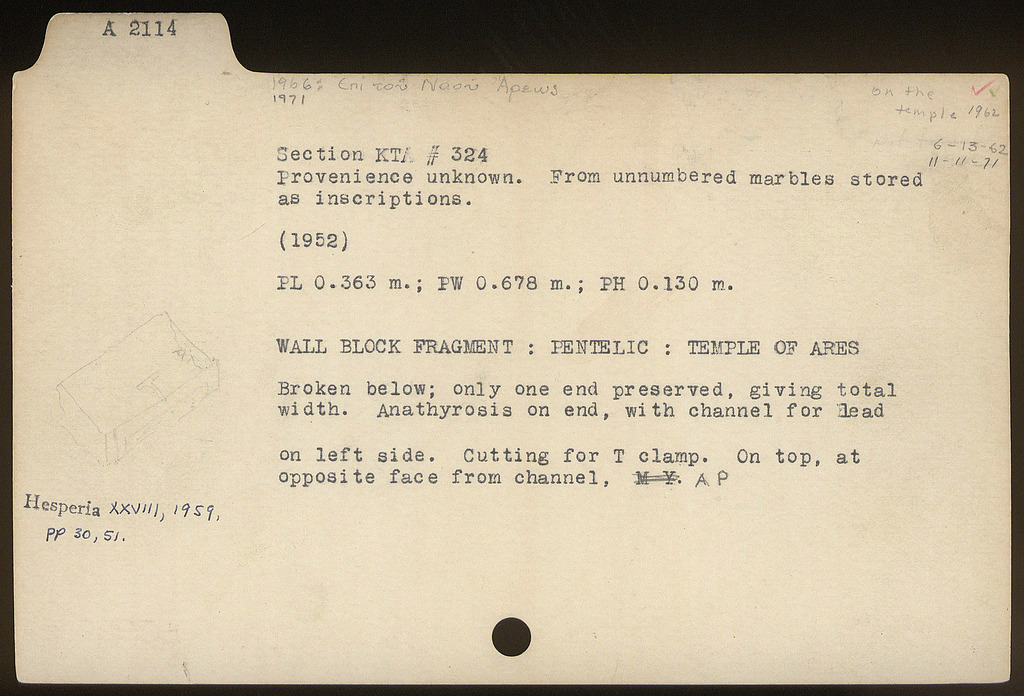 A 2114
1966: Επι τοῦ Ναοῦ Άρεως
1971
on the
temple 1962
6-13-62
11-11-71
Section KTA # 324
Provenience unknown. From unnumbered marbles stored
as inscriptions.
(1952)
PL 0.363 m.; PW 0.678 m.; PH 0.130 m.
WALL BLOCK FRAGMENT : PENTELIC : TEMPLE OF ARES
Broken below; only one end preserved, giving total
width. Anathyrosis on end, with channel for lead
on left side. Cutting for T clamp. On top, at
opposite face from channel, M Y. A P
Hesperia XXVIII, 1959,
PP 30, 51.